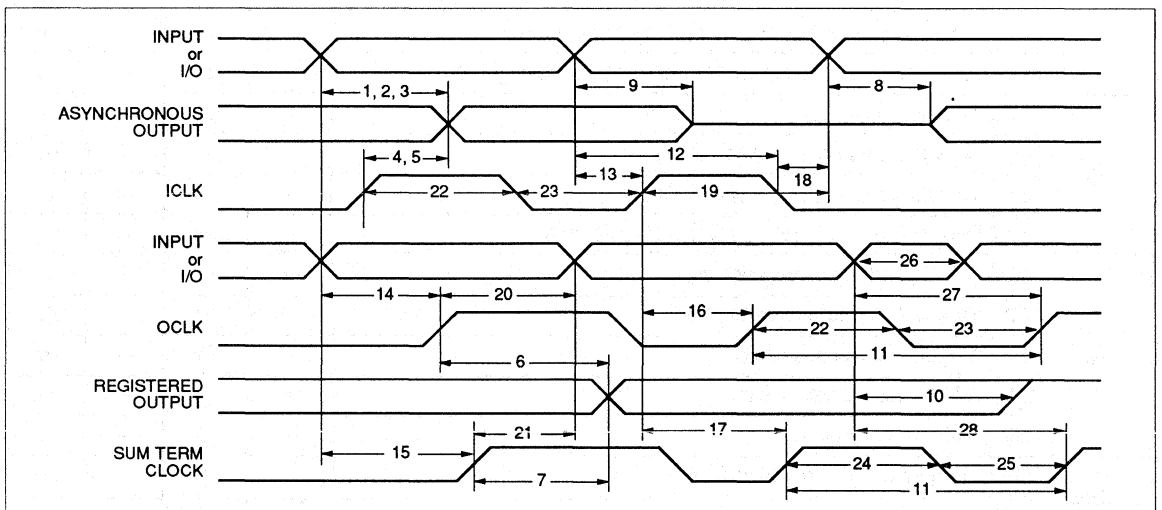 INPUT
or
I/O
1, 2, 3
9
8
ASYNCHRONOUS
OUTPUT
4, 5
12
13
18
ICLK
22
23
19
INPUT
or
I/O
26
14
20
27
16
OCLK
22
23
6
11
REGISTERED
OUTPUT
10
21
17
28
SUM TERM
CLOCK
15
24
25
7
11